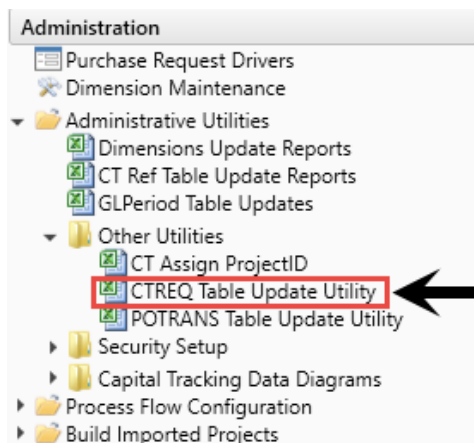 Administration
Purchase Request Drivers
Dimension Maintenance
Administrative Utilities
Dimensions Update Reports
CT Ref Table Update Reports
GLPeriod Table Updates
Other Utilities
CT Assign ProjectID
CTREQ Table Update Utility
POTRANS Table Update Utility
Security Setup
Capital Tracking Data Diagrams
Process Flow Configuration
Build Imported Projects